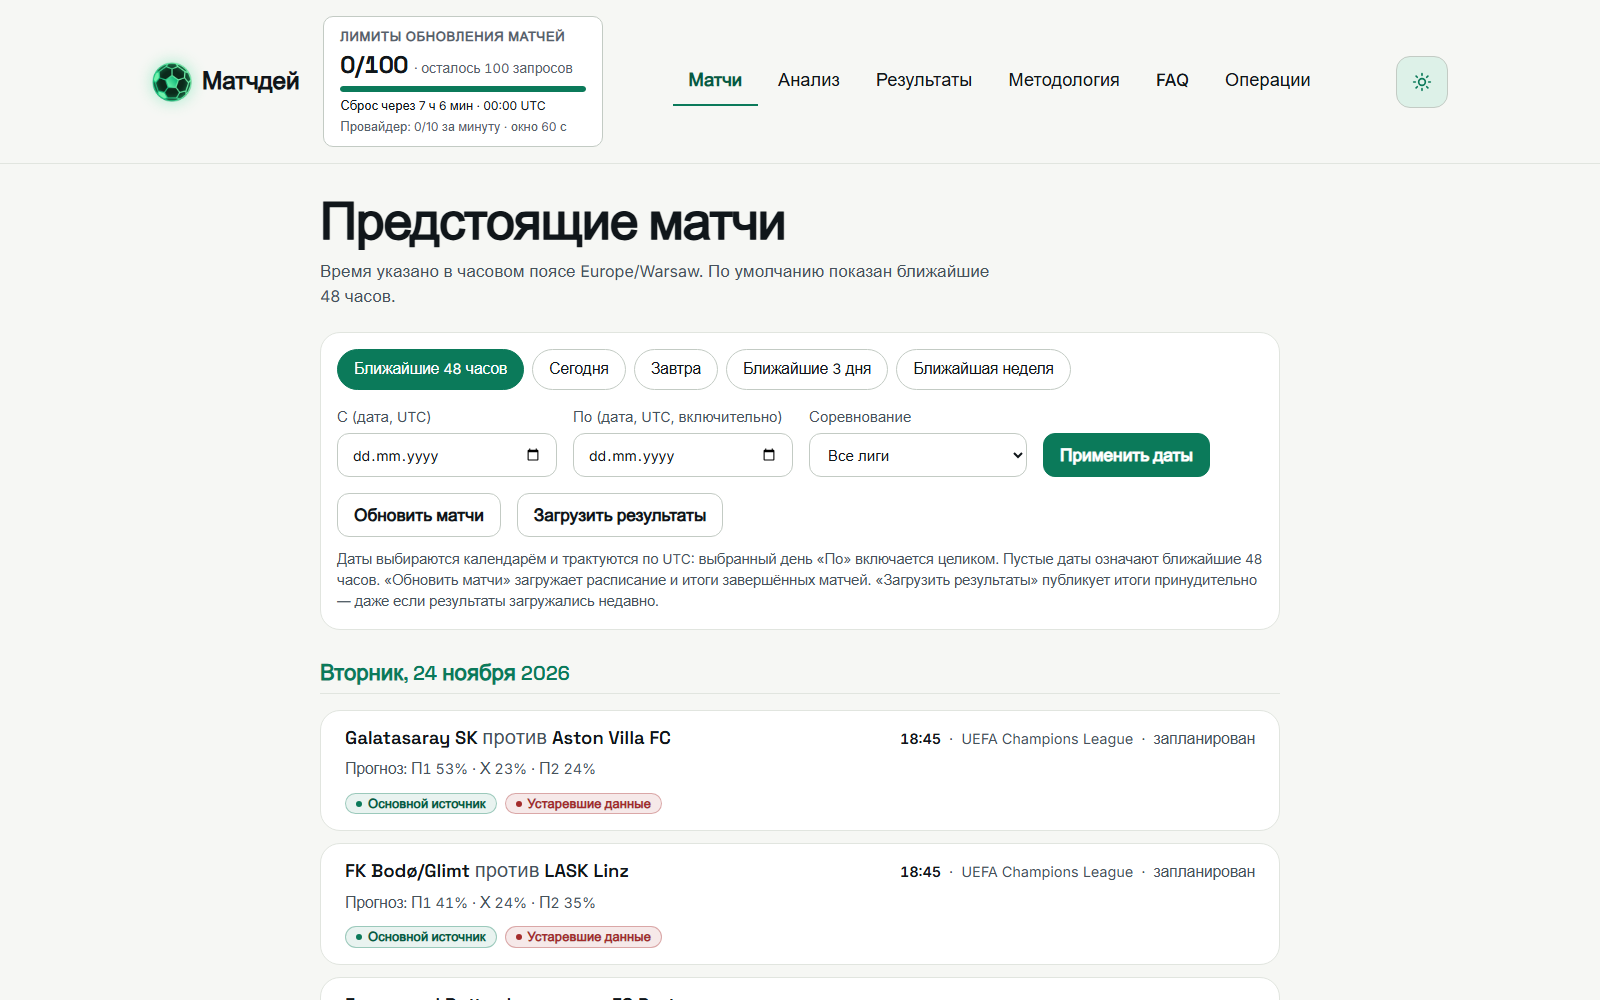 Матчдей
ЛИМИТЫ ОБНОВЛЕНИЯ МАТЧЕЙ
0/100 · осталось 100 запросов
Сброс через 7 ч 6 мин · 00:00 UTC
Провайдер: 0/10 за минуту · окно 60 с
Матчи Анализ Результаты Методология FAQ Операции
Предстоящие матчи
Время указано в часовом поясе Europe/Warsaw. По умолчанию показан ближайшие
48 часов.
Ближайшие 48 часов Сегодня Завтра Ближайшие 3 дня Ближайшая неделя
С (дата, UTC) По (дата, UTC, включительно) Соревнование
dd.mm.yyyy dd.mm.yyyy Все лиги Применить даты
Обновить матчи Загрузить результаты
Даты выбираются календарём и трактуются по UTC: выбранный день «По» включается целиком. Пустые даты означают ближайшие 48
часов. «Обновить матчи» загружает расписание и итоги завершённых матчей. «Загрузить результаты» публикует итоги принудительно
— даже если результаты загружались недавно.
Вторник, 24 ноября 2026
Galatasaray SK против Aston Villa FC 18:45 · UEFA Champions League · запланирован
Прогноз: П1 53% · X 23% · П2 24%
Основной источник Устаревшие данные
FK Bodø/Glimt против LASK Linz 18:45 · UEFA Champions League · запланирован
Прогноз: П1 41% · X 24% · П2 35%
Основной источник Устаревшие данные